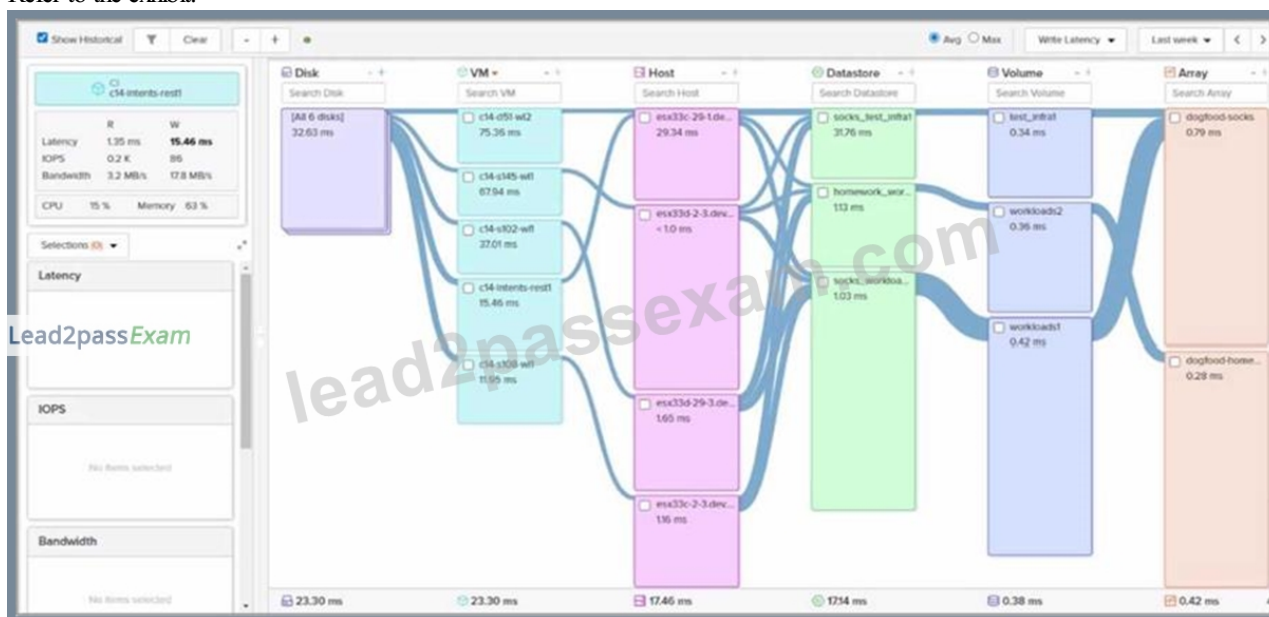 Refer to the exhibit.
Show Historical
Clear
- +
Avg
Max
Write Latency
Last week
< >
CI
c14-intents-rest1
R W
Latency 1.35 ms 15.46 ms
IOPS 0.2 K 86
Bandwidth 3.2 MB/s 17.8 MB/s
CPU 15 % Memory 63 %
Selections (0)
Latency
IOPS
No items selected
Bandwidth
No items selected
Lead2passExam
lead2passexam.com
Disk - +
Search Disk
[All 6 disks]
32.63 ms
23.30 ms
VM - +
Search VM
c14-d51-wl2
75.36 ms
c14-s145-wl1
67.94 ms
c14-s102-wl1
37.01 ms
c14-intents-rest1
15.46 ms
c14-s108-wl1
11.95 ms
23.30 ms
Host - +
Search Host
esx33c-29-1.de...
29.34 ms
esx33d-2-3.dev...
< 1.0 ms
esx33d-29-3.de...
1.65 ms
esx33c-2-3.dev...
1.16 ms
17.46 ms
Datastore - +
Search Datastore
socks_test_infra1
31.76 ms
homework_wor...
1.13 ms
socks_workloa...
1.03 ms
17.14 ms
Volume - +
Search Volume
test_infra1
0.34 ms
workloads2
0.36 ms
workloads1
0.42 ms
0.38 ms
Array - +
Search Array
dogfood-socks
0.79 ms
dogfood-home...
0.28 ms
0.42 ms